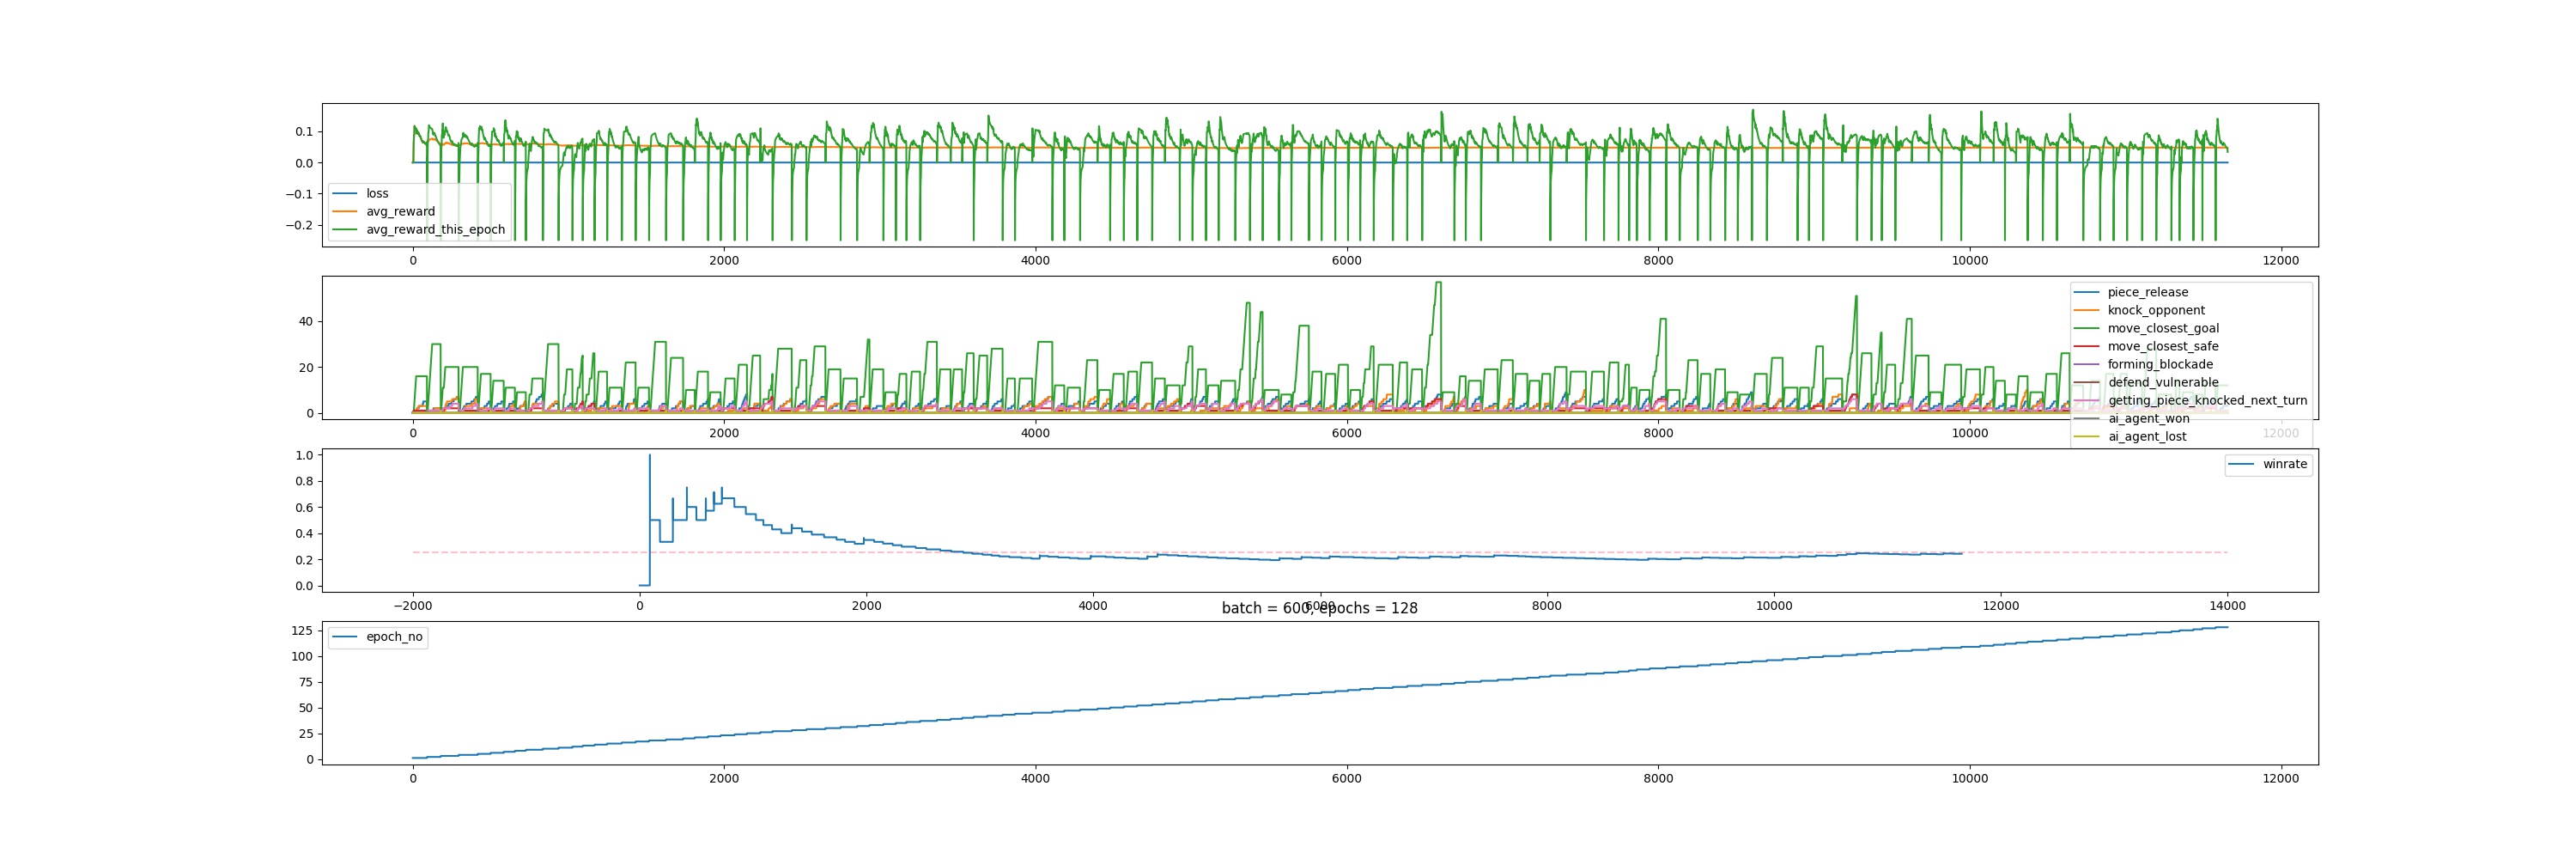 0.1
0.0
−0.1
−0.2
loss
avg_reward
avg_reward_this_epoch
0 2000 4000 6000 8000 10000 12000
40
20
0
piece_release
knock_opponent
move_closest_goal
move_closest_safe
forming_blockade
defend_vulnerable
getting_piece_knocked_next_turn
ai_agent_won
ai_agent_lost
0 2000 4000 6000 8000 10000 12000
1.0
0.8
0.6
0.4
0.2
0.0
winrate
−2000 0 2000 4000 6000 8000 10000 12000 14000
batch = 600, epochs = 128
125
100
75
50
25
0
epoch_no
0 2000 4000 6000 8000 10000 12000